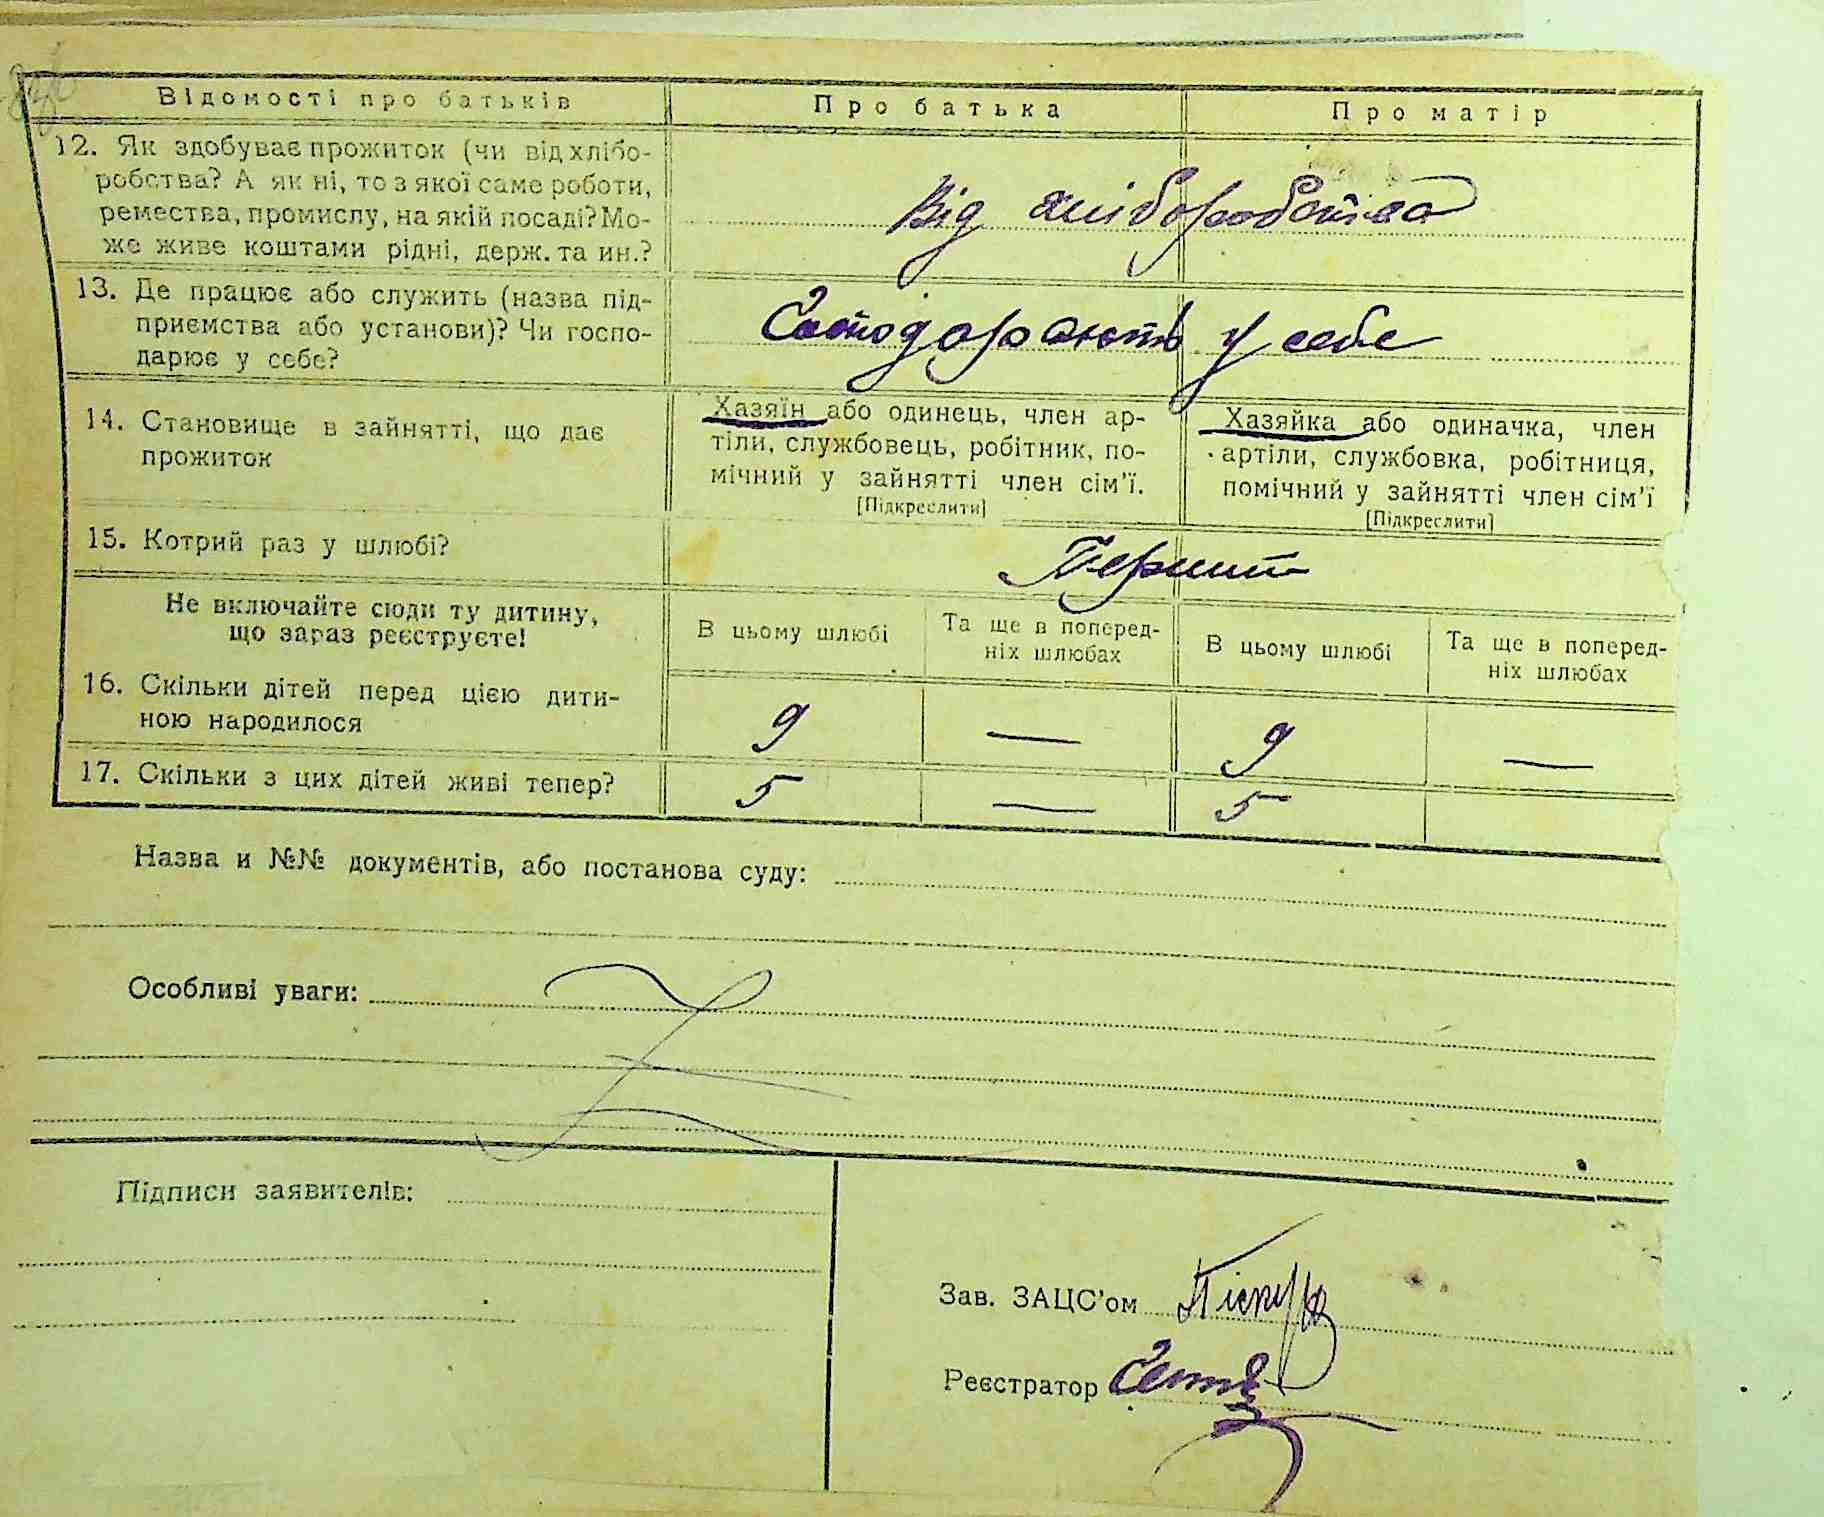 Відомості про батьків
Про батька
Про матір
12. Як здобуває прожиток (чи від хлібо-
робства? А як ні, то з якої саме роботи,
ремества, промислу, на якій посаді? Мо-
же живе коштами рідні, держ. та ин.?
Від хліборобства
13. Де працює або служить (назва під-
приємства або установи)? Чи госпо-
дарює у себе?
Господарюють у себе
14. Становище в зайнятті, що дає
прожиток
Хазяїн або одинець, член ар-
тіли, службовець, робітник, по-
мічний у зайнятті член сім'ї.
[Підкреслити]
Хазяйка або одиначка, член
артіли, службовка, робітниця,
помічний у зайнятті член сім'ї
[Підкреслити]
15. Котрий раз у шлюбі?
Не включайте сюди ту дитину,
що зараз реєструєте!
В цьому шлюбі
Та ще в поперед-
ніх шлюбах
В цьому шлюбі
Та ще в поперед-
ніх шлюбах
16. Скільки дітей перед цією дити-
ною народилося
9 — 9 —
17. Скільки з цих дітей живі тепер?
5 — 5
Назва и №№ документів, або постанова суду:
Особливі уваги:
Підписи заявителів:
Зав. ЗАЦС'ом
Реєстратор